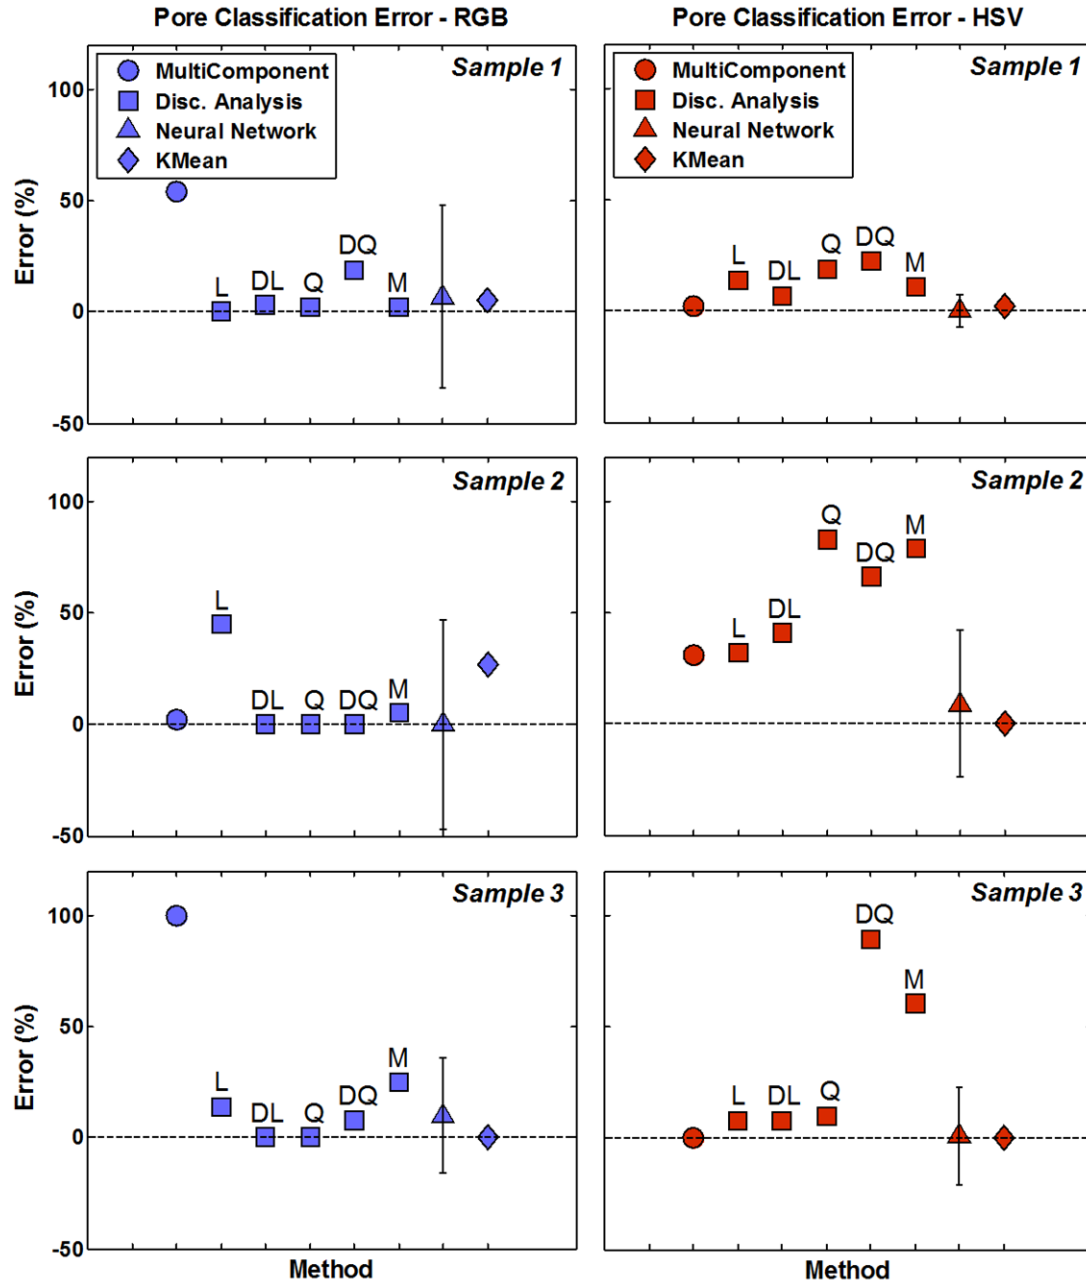 Pore Classification Error - RGB
Pore Classification Error - HSV
Sample 1
MultiComponent
Disc. Analysis
Neural Network
KMean
100
50
0
-50
Error (%)
L
DL
Q
DQ
M
Sample 1
MultiComponent
Disc. Analysis
Neural Network
KMean
L
DL
Q
DQ
M
Sample 2
100
50
0
-50
Error (%)
L
DL
Q
DQ
M
Sample 2
L
DL
Q
DQ
M
Sample 3
100
50
0
-50
Error (%)
L
DL
Q
DQ
M
Method
Sample 3
L
DL
Q
DQ
M
Method